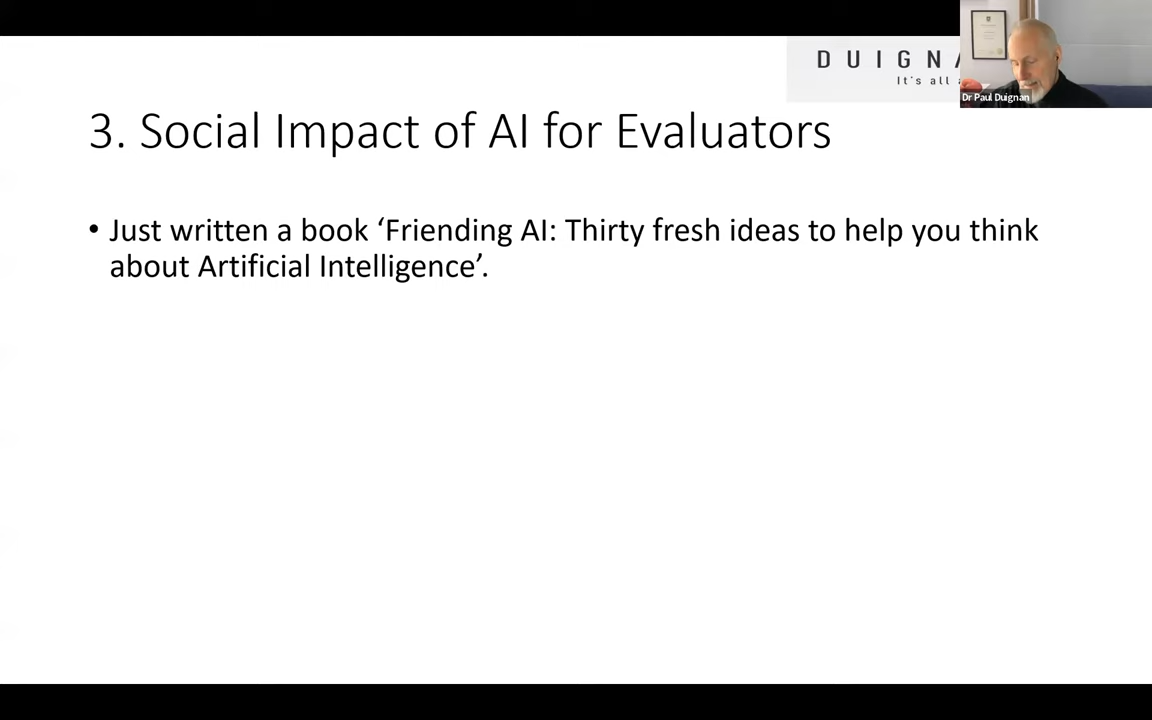 DUIGNA
It's all a
Dr Paul Duignan
3. Social Impact of AI for Evaluators
• Just written a book ‘Friending AI: Thirty fresh ideas to help you think
about Artificial Intelligence’.